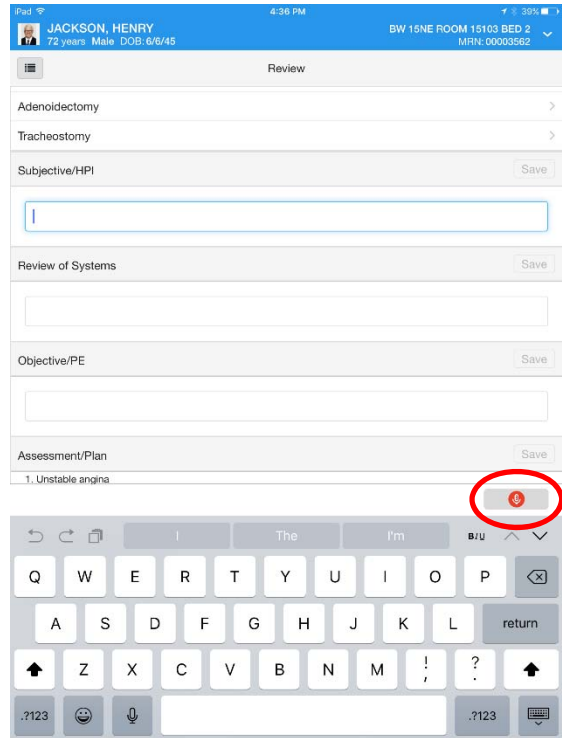 iPad 4:36 PM 39%
JACKSON, HENRY BW 15NE ROOM 15103 BED 2
72 years Male DOB:6/6/45 MRN:00003562
Review
Adenoidectomy
Tracheostomy
Subjective/HPI Save
Review of Systems Save
Objective/PE Save
Assessment/Plan Save
1. Unstable angina
I The I'm B/U
Q W E R T Y U I O P
A S D F G H J K L return
Z X C V B N M ! , ? .
.?123 .?123